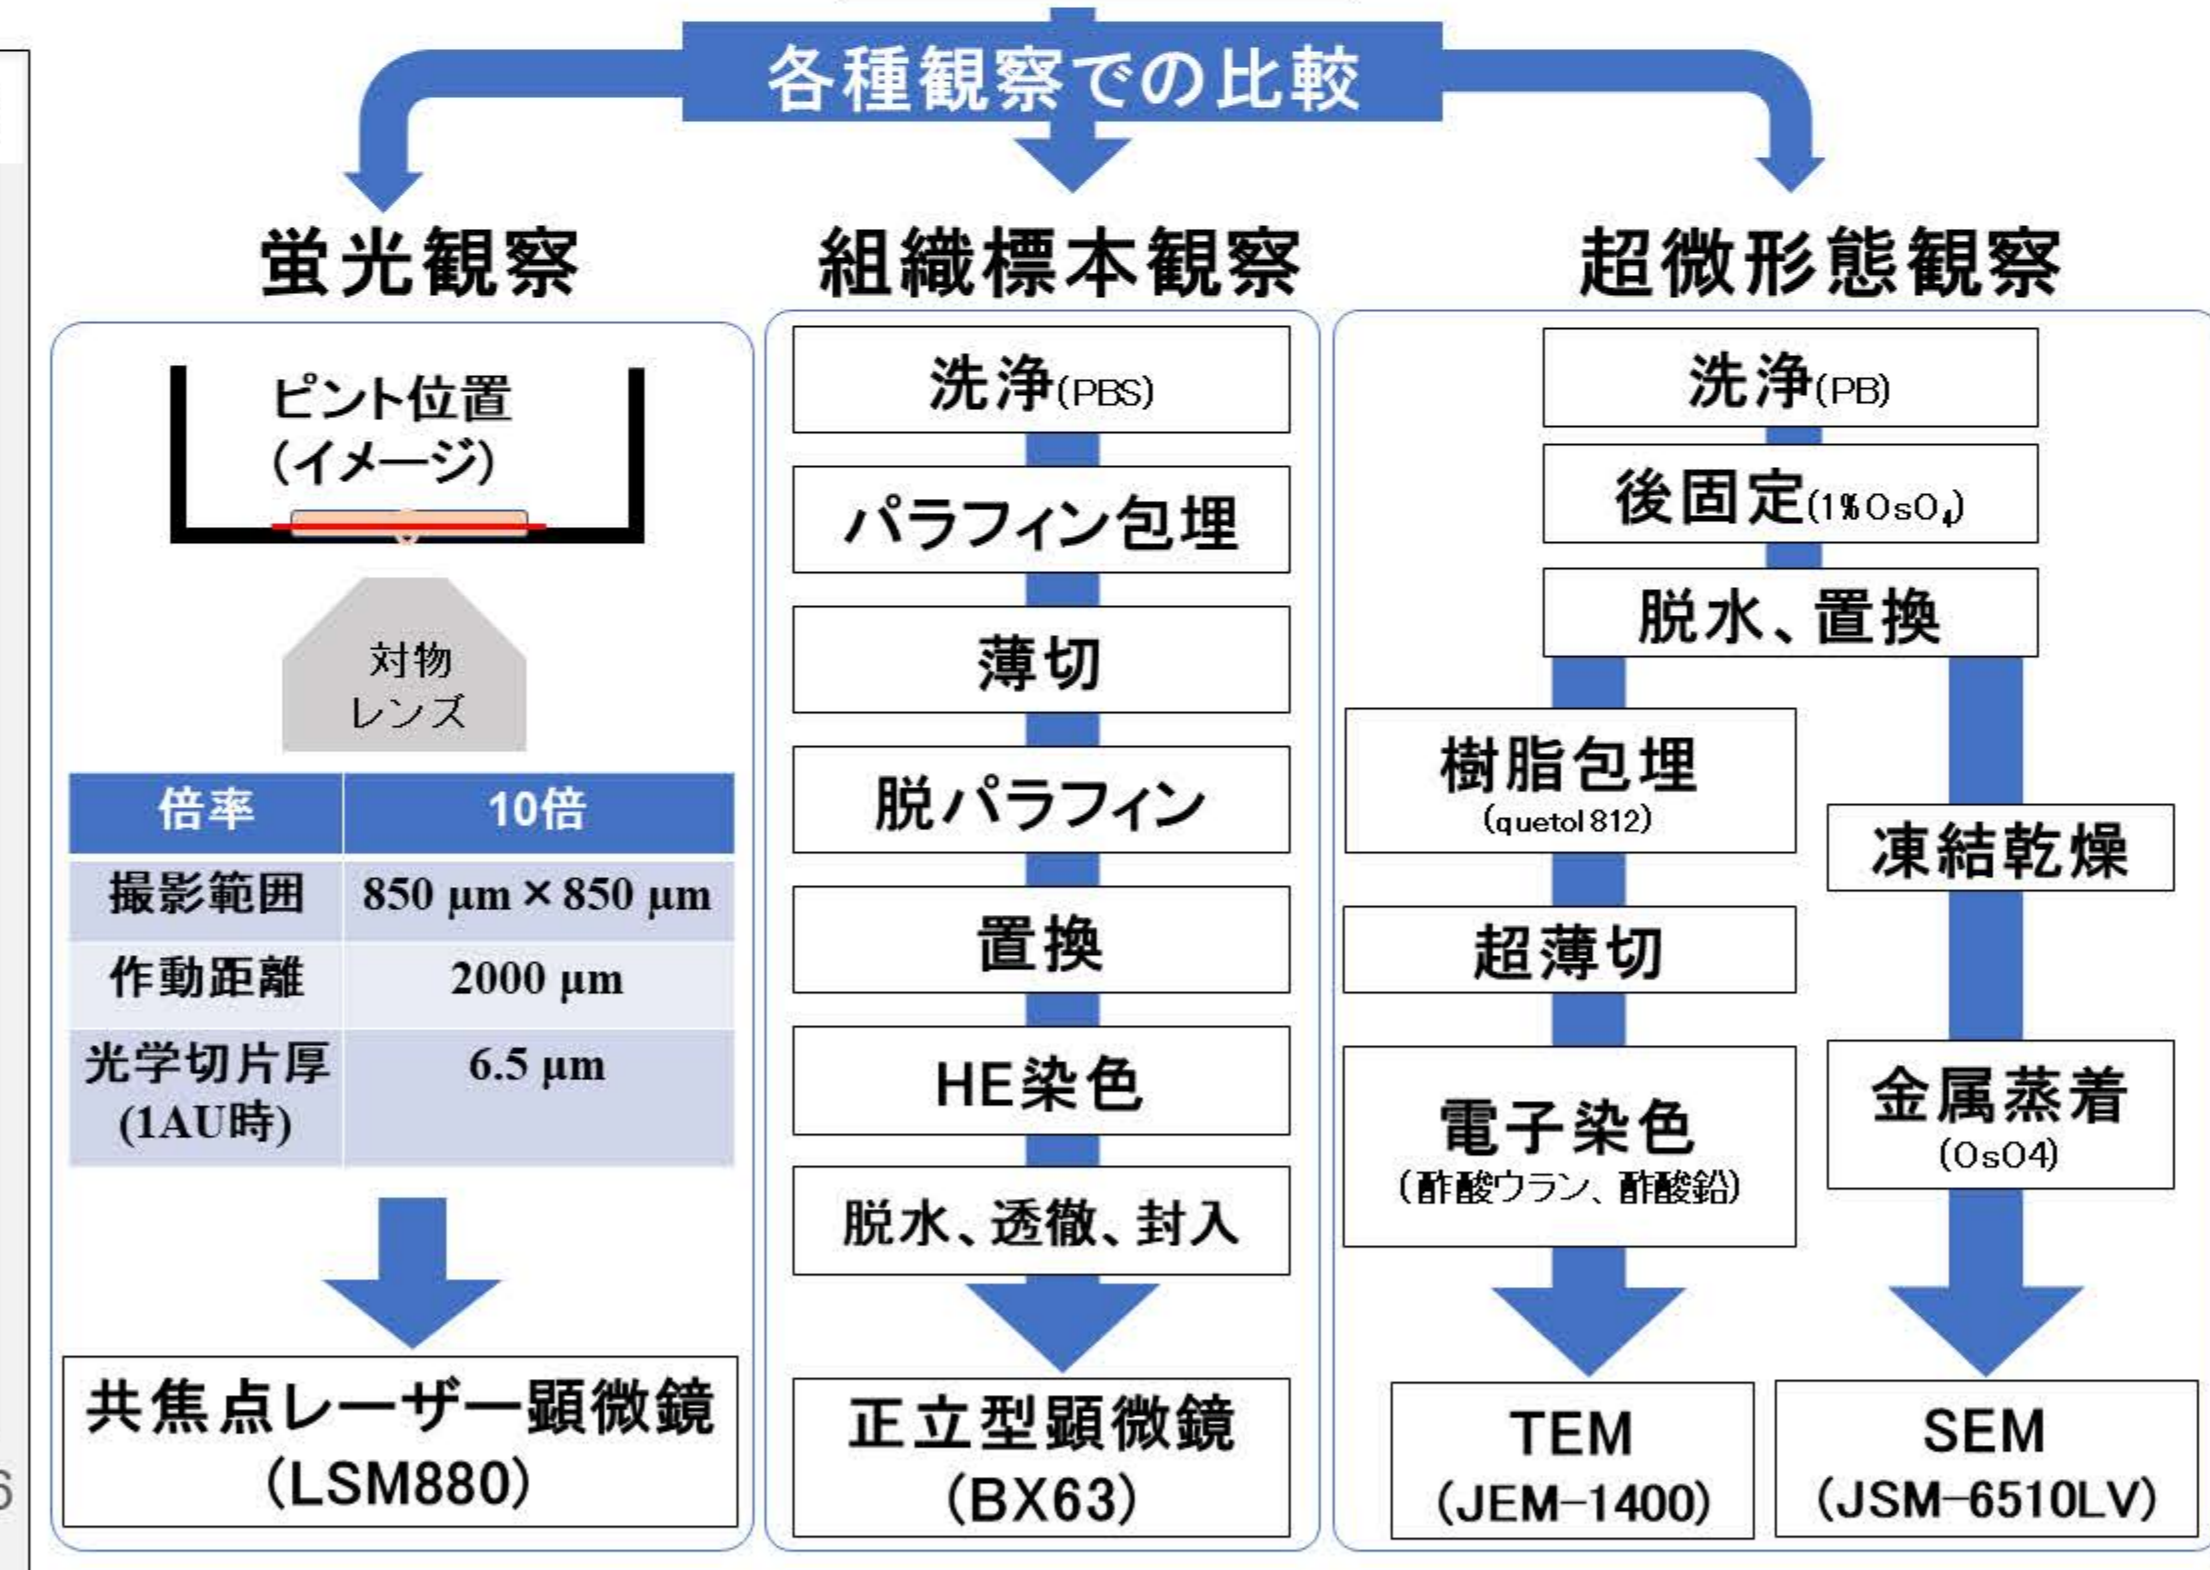 各種観察での比較
蛍光観察
ピント位置
(イメージ)
対物
レンズ
倍率 10倍
撮影範囲 850 μm × 850 μm
作動距離 2000 μm
光学切片厚 6.5 μm
(1AU時)
共焦点レーザー顕微鏡
(LSM880)
組織標本観察
洗浄(PBS)
パラフィン包埋
薄切
脱パラフィン
置換
HE染色
脱水、透徹、封入
正立型顕微鏡
(BX63)
超微形態観察
洗浄(PB)
後固定(1%OsO₄)
脱水、置換
樹脂包埋
(quetol 812)
超薄切
電子染色
(酢酸ウラン、酢酸鉛)
TEM
(JEM-1400)
凍結乾燥
金属蒸着
(OsO4)
SEM
(JSM-6510LV)